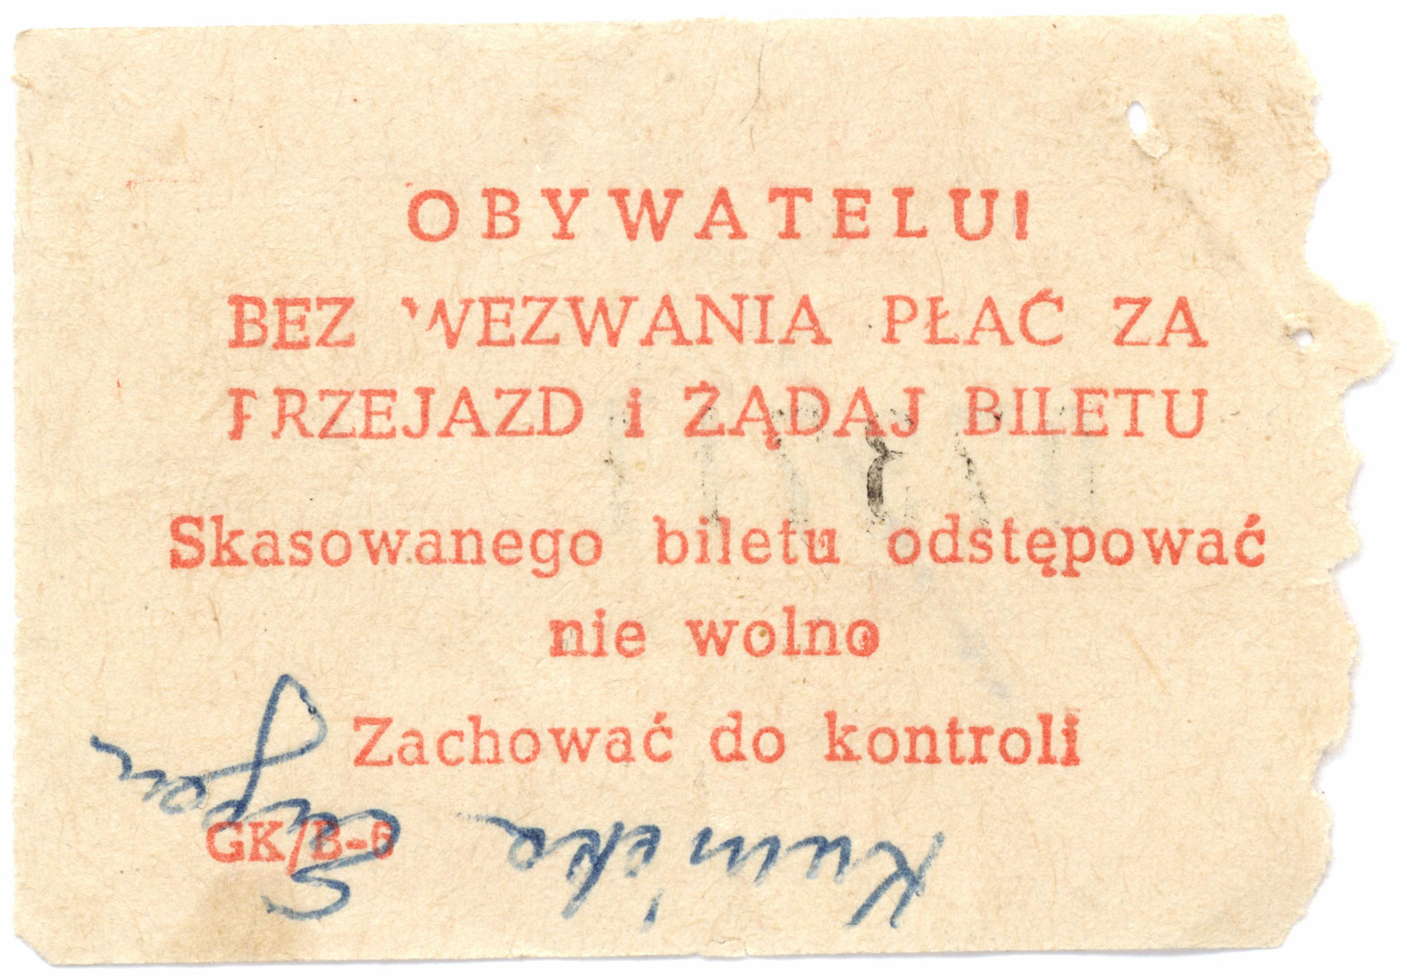 OBYWATELU!
BEZ WEZWANIA PŁAĆ ZA
PRZEJAZD i ŻĄDAJ BILETU
Skasowanego biletu odstępować
nie wolno
Zachować do kontroli
GK/B-6